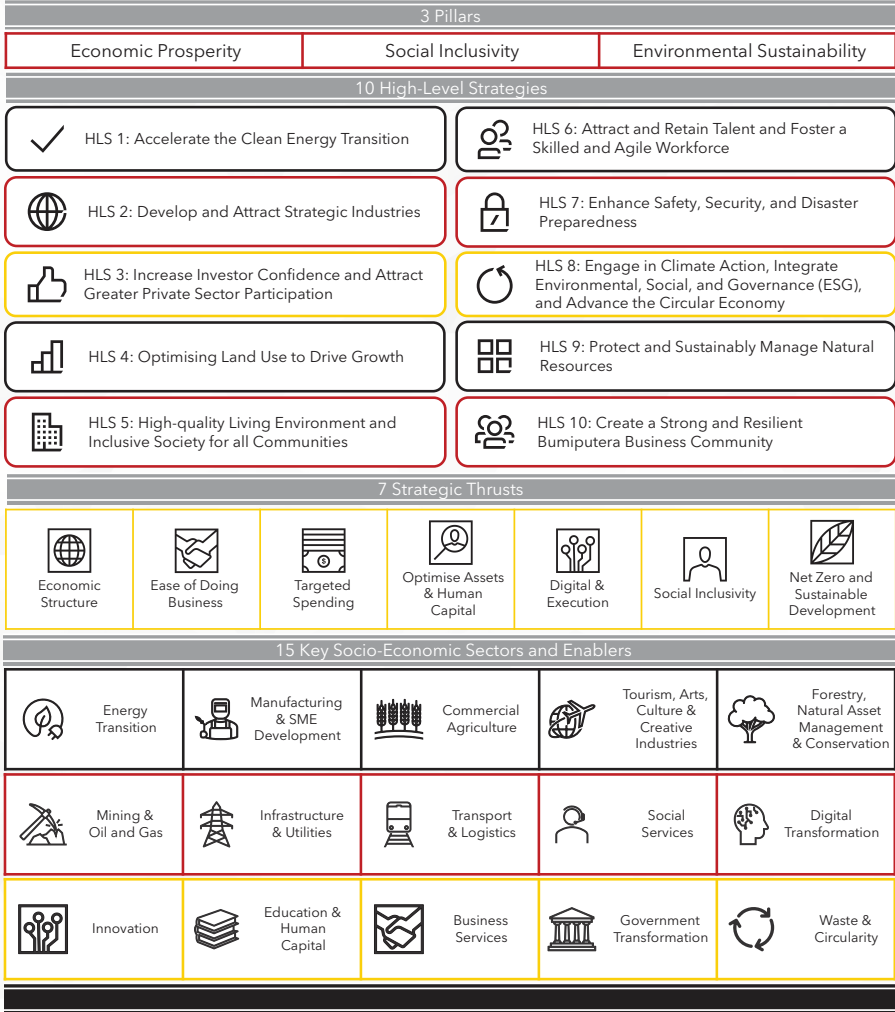 3 Pillars
Economic Prosperity
Social Inclusivity
Environmental Sustainability
10 High-Level Strategies
HLS 1: Accelerate the Clean Energy Transition
HLS 2: Develop and Attract Strategic Industries
HLS 3: Increase Investor Confidence and Attract
Greater Private Sector Participation
HLS 4: Optimising Land Use to Drive Growth
HLS 5: High-quality Living Environment and
Inclusive Society for all Communities
HLS 6: Attract and Retain Talent and Foster a
Skilled and Agile Workforce
HLS 7: Enhance Safety, Security, and Disaster
Preparedness
HLS 8: Engage in Climate Action, Integrate
Environmental, Social, and Governance (ESG),
and Advance the Circular Economy
HLS 9: Protect and Sustainably Manage Natural
Resources
HLS 10: Create a Strong and Resilient
Bumiputera Business Community
7 Strategic Thrusts
Economic
Structure
Ease of Doing
Business
$
Targeted
Spending
Optimise Assets
& Human
Capital
Digital &
Execution
Social Inclusivity
Net Zero and
Sustainable
Development
15 Key Socio-Economic Sectors and Enablers
Energy
Transition
Manufacturing
& SME
Development
Commercial
Agriculture
Tourism, Arts,
Culture &
Creative
Industries
Forestry,
Natural Asset
Management
& Conservation
Mining &
Oil and Gas
Infrastructure
& Utilities
Transport
& Logistics
Social
Services
Digital
Transformation
Innovation
Education &
Human
Capital
Business
Services
Government
Transformation
Waste &
Circularity